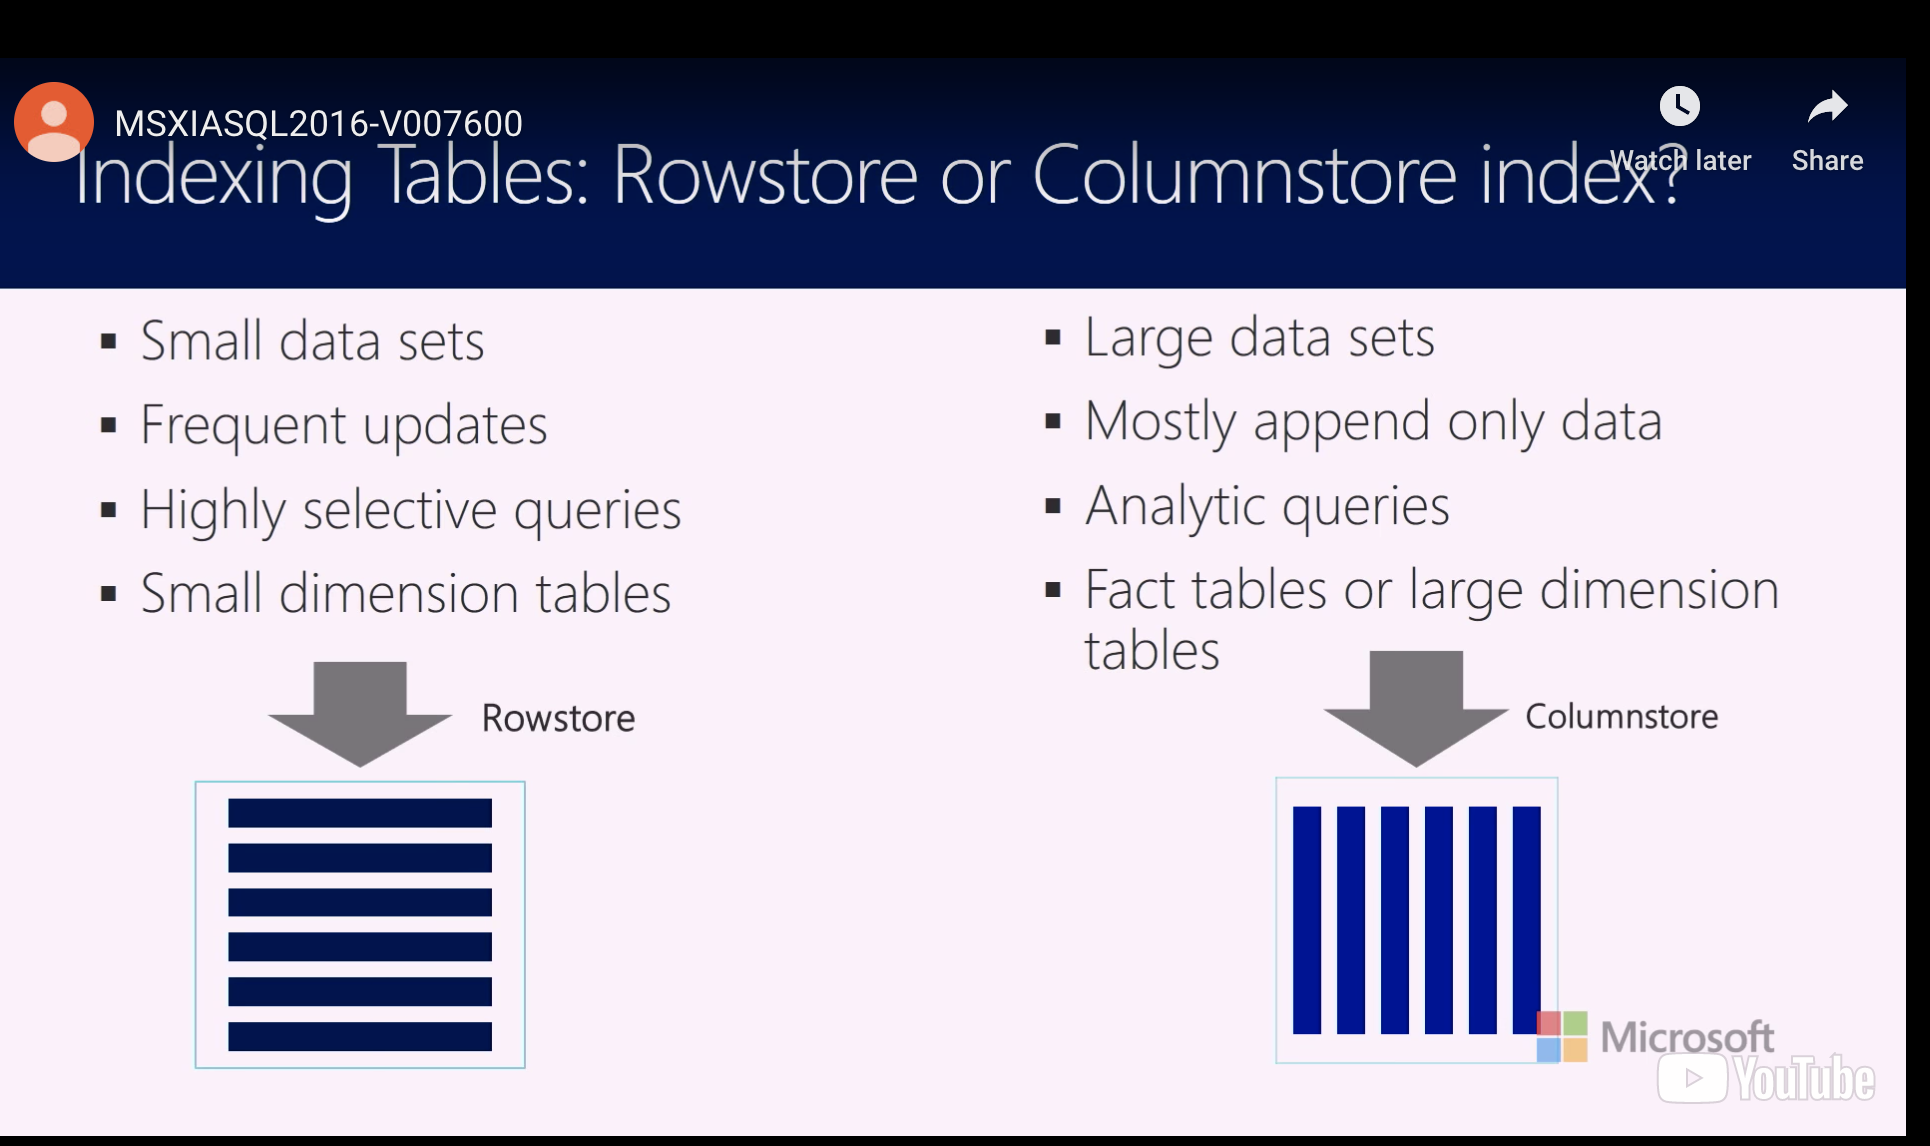 MSXIASQL2016-V007600
Watch later
Share
Indexing Tables: Rowstore or Columnstore index?
▪ Small data sets
▪ Frequent updates
▪ Highly selective queries
▪ Small dimension tables
Rowstore
▪ Large data sets
▪ Mostly append only data
▪ Analytic queries
▪ Fact tables or large dimension
tables
Columnstore
Microsoft
YouTube